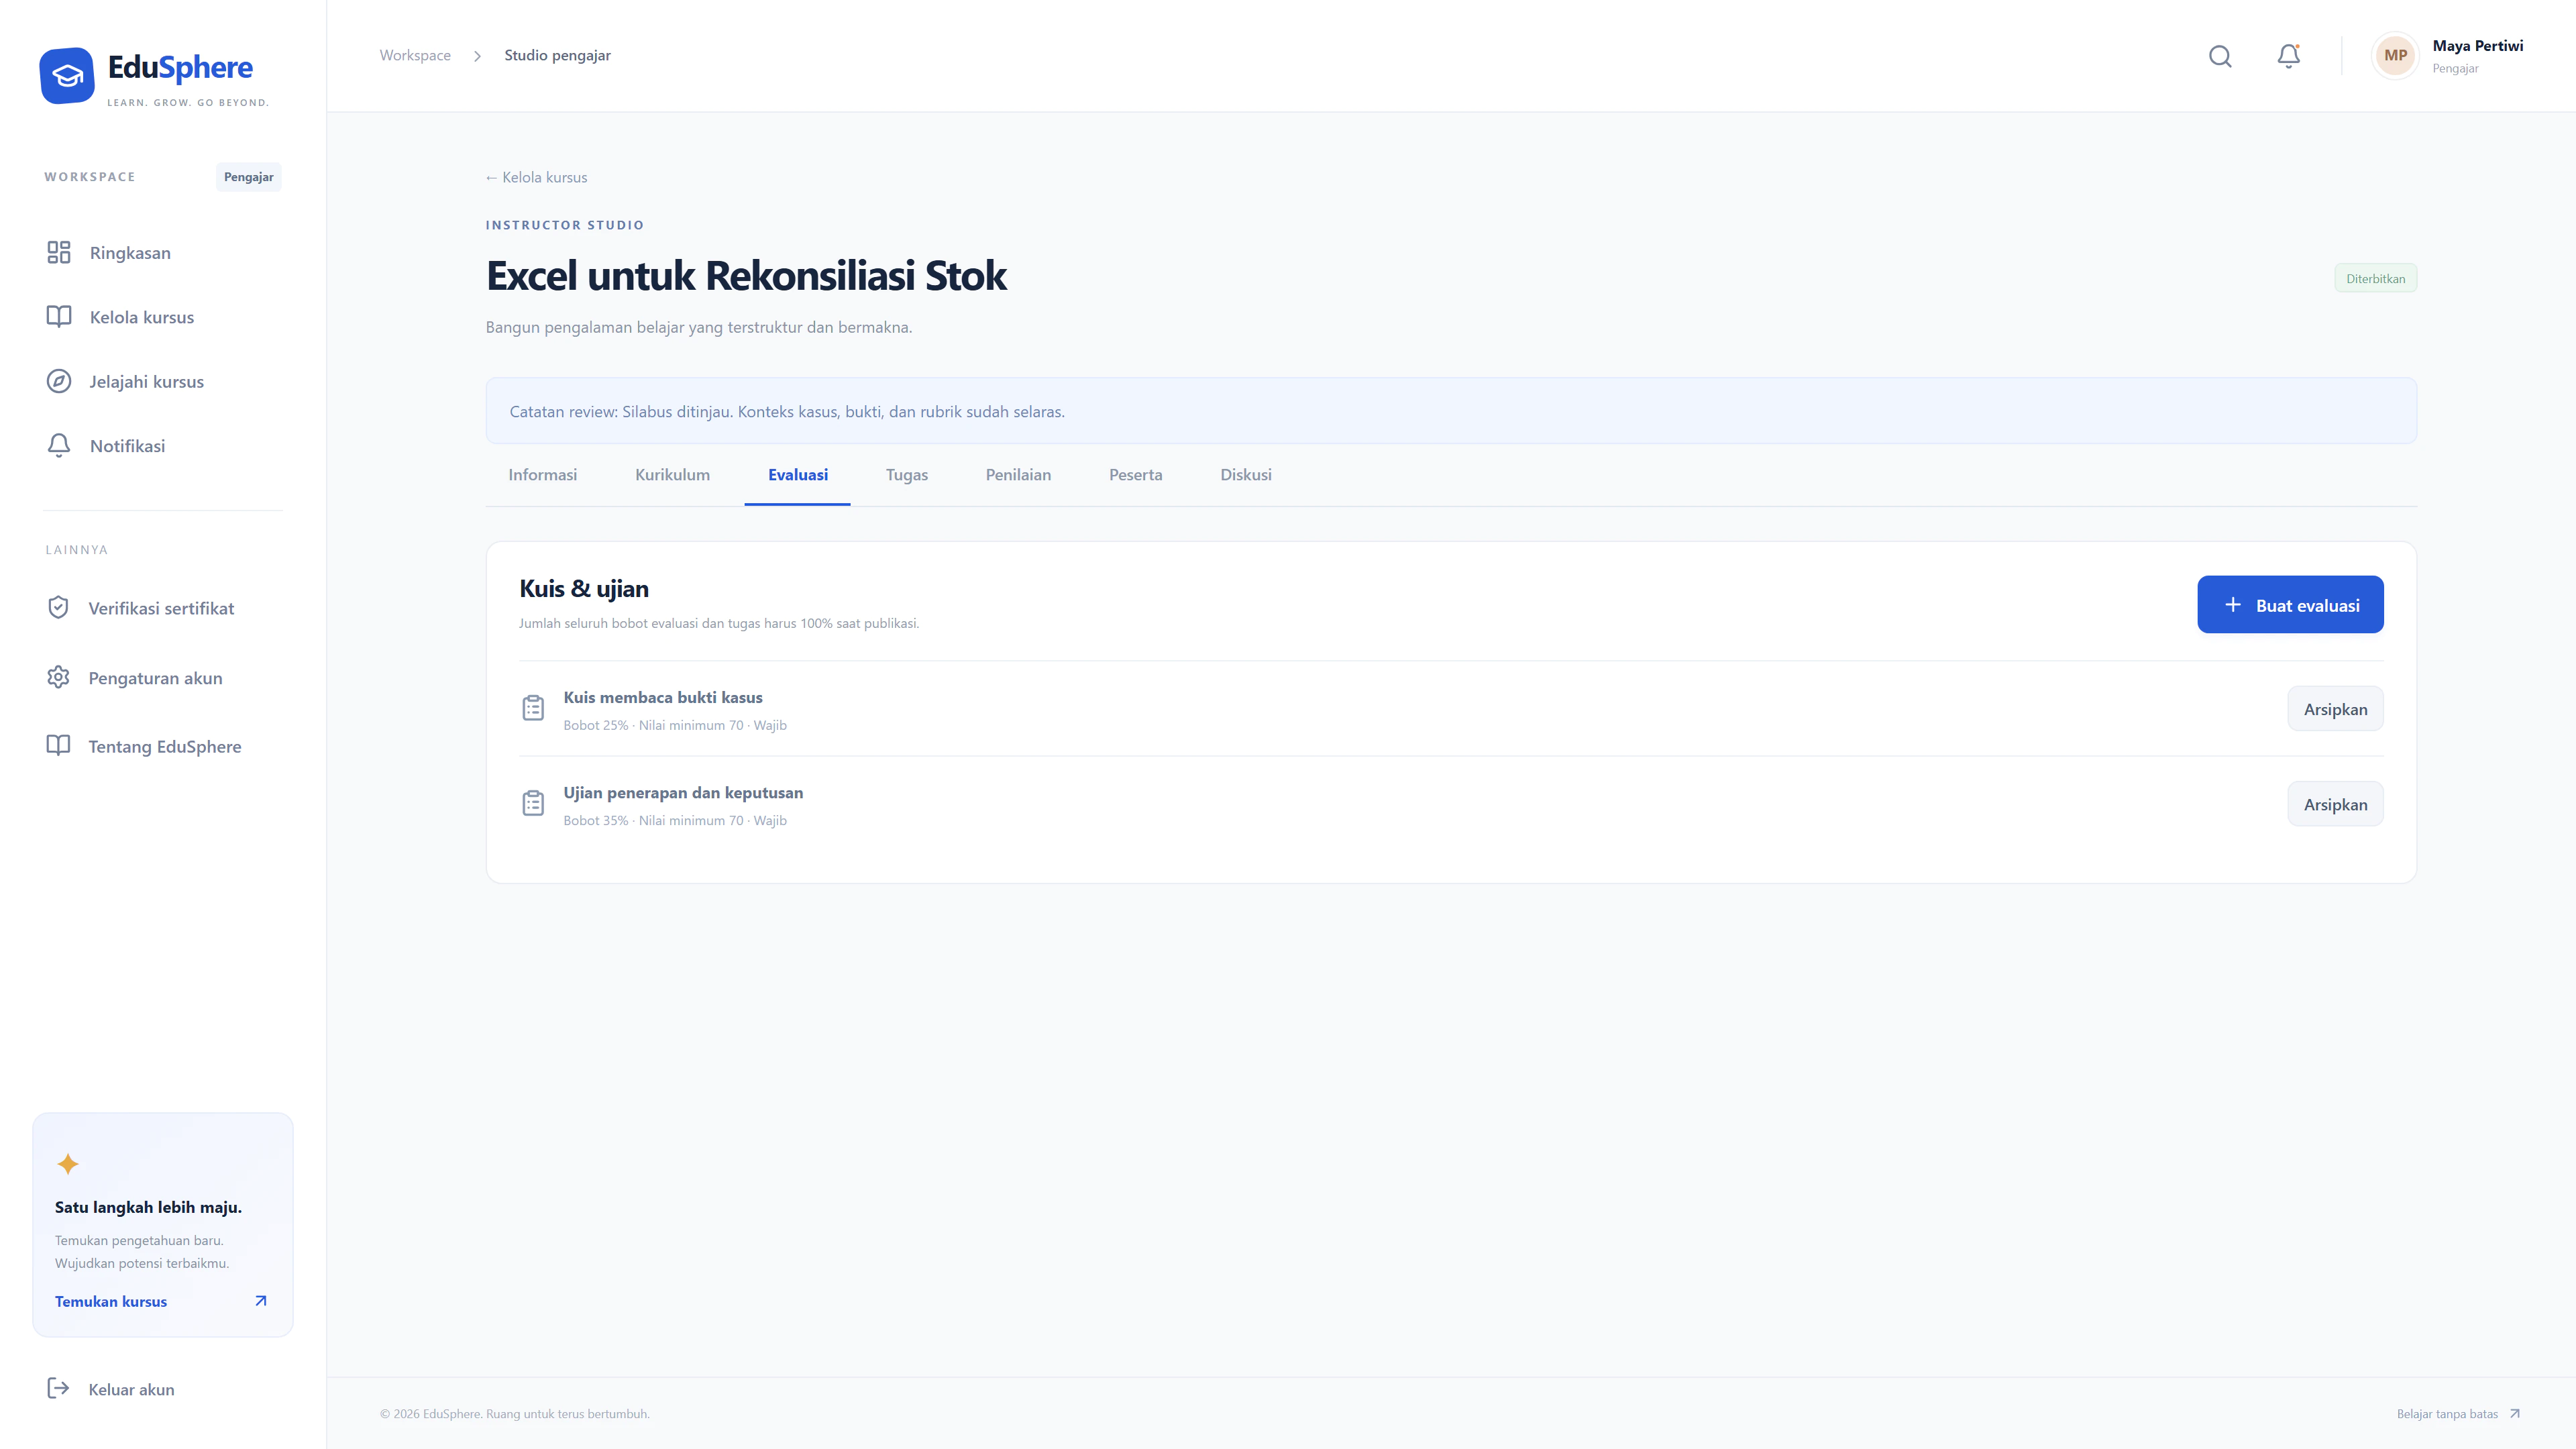 EduSphere
LEARN. GROW. GO BEYOND.
WORKSPACE
Pengajar
Ringkasan
Kelola kursus
Jelajahi kursus
Notifikasi
LAINNYA
Verifikasi sertifikat
Pengaturan akun
Tentang EduSphere
Satu langkah lebih maju.
Temukan pengetahuan baru.
Wujudkan potensi terbaikmu.
Temukan kursus
Keluar akun
Workspace
Studio pengajar
MP
Maya Pertiwi
Pengajar
← Kelola kursus
INSTRUCTOR STUDIO
Excel untuk Rekonsiliasi Stok
Diterbitkan
Bangun pengalaman belajar yang terstruktur dan bermakna.
Catatan review: Silabus ditinjau. Konteks kasus, bukti, dan rubrik sudah selaras.
Informasi
Kurikulum
Evaluasi
Tugas
Penilaian
Peserta
Diskusi
Kuis & ujian
Jumlah seluruh bobot evaluasi dan tugas harus 100% saat publikasi.
Buat evaluasi
Kuis membaca bukti kasus
Bobot 25% · Nilai minimum 70 · Wajib
Arsipkan
Ujian penerapan dan keputusan
Bobot 35% · Nilai minimum 70 · Wajib
Arsipkan
© 2026 EduSphere. Ruang untuk terus bertumbuh.
Belajar tanpa batas